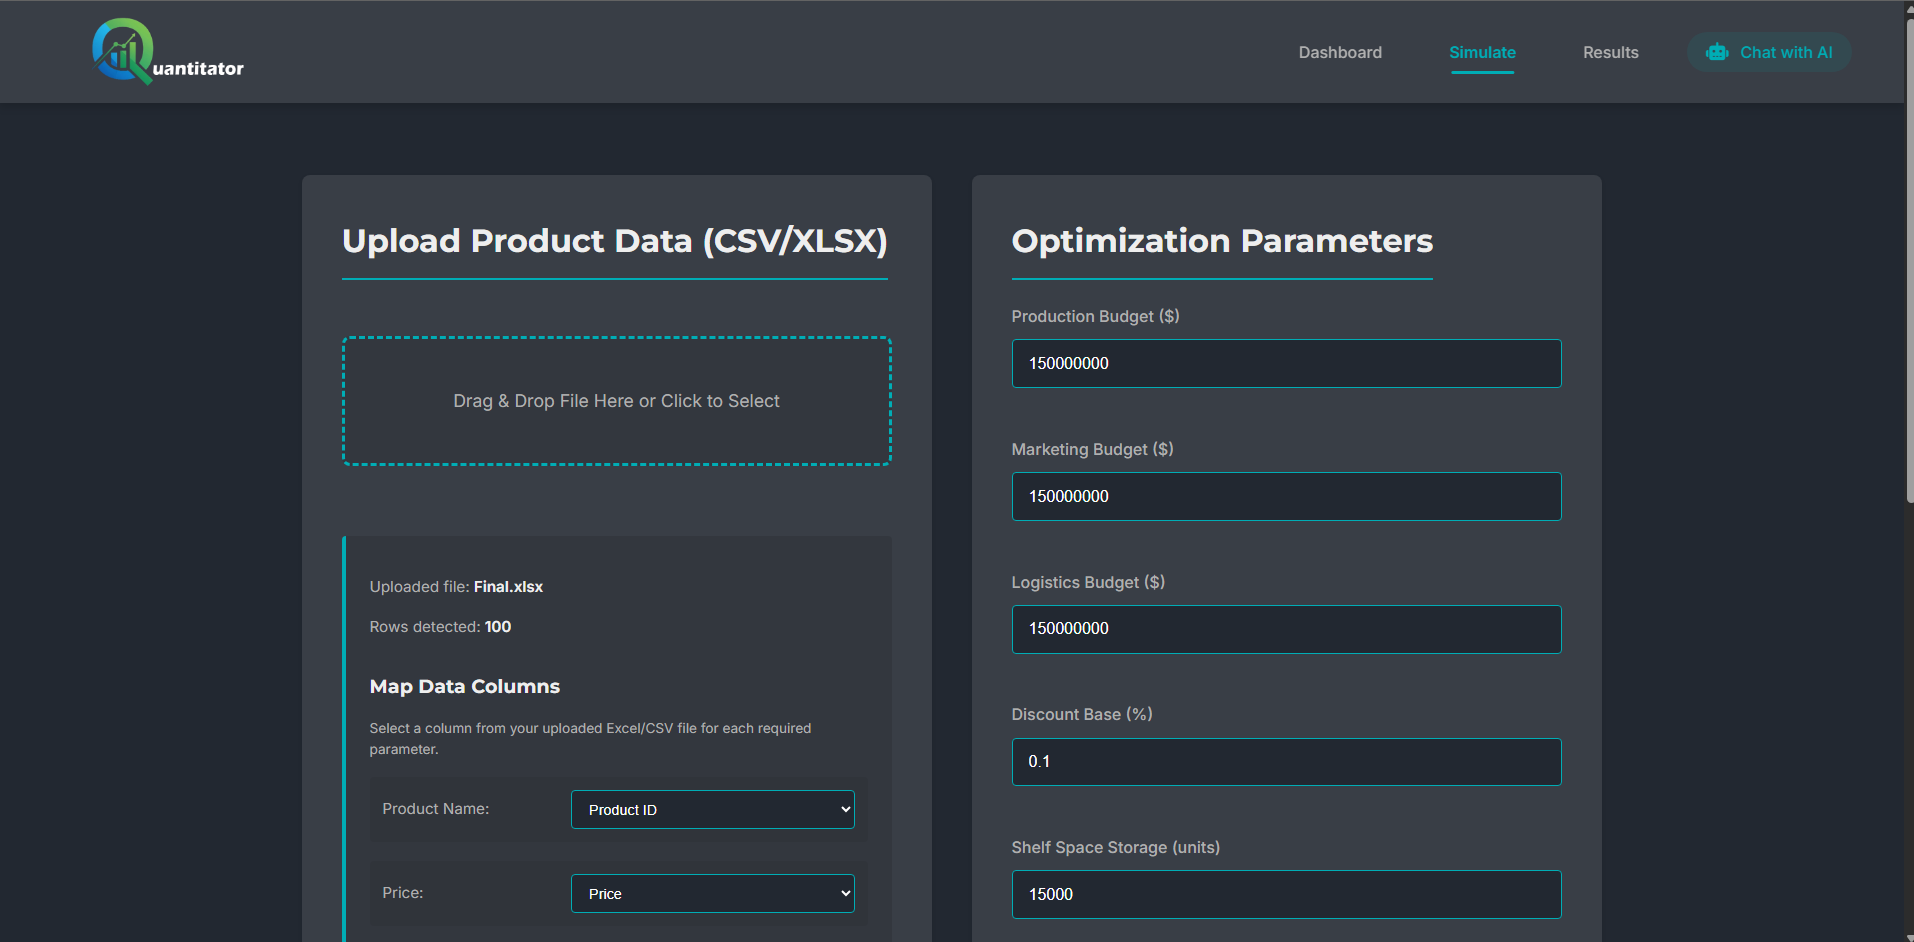 Quantitator
Dashboard
Simulate
Results
Chat with AI
Upload Product Data (CSV/XLSX)
Drag & Drop File Here or Click to Select
Uploaded file: Final.xlsx
Rows detected: 100
Map Data Columns
Select a column from your uploaded Excel/CSV file for each required
parameter.
Product Name:
Product ID
Price:
Price
Optimization Parameters
Production Budget ($)
150000000
Marketing Budget ($)
150000000
Logistics Budget ($)
150000000
Discount Base (%)
0.1
Shelf Space Storage (units)
15000